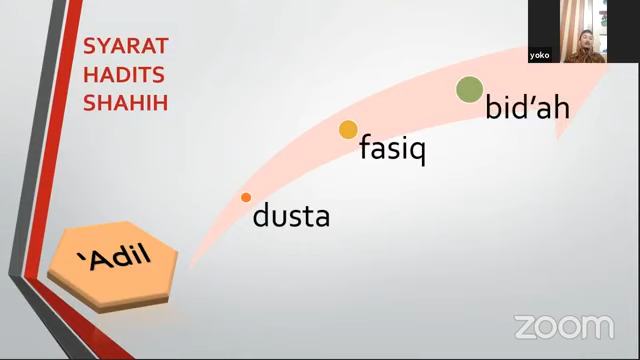 SYARAT
HADITS
SHAHIH
yoko
bid'ah
fasiq
dusta
'Adil
zoom